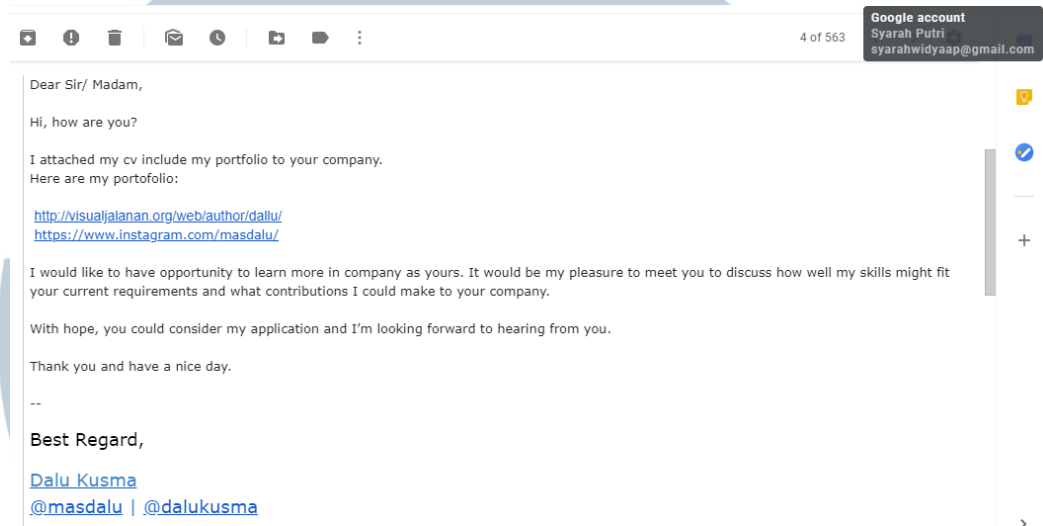 Google account
4 of 563
Syarah Putri
syarahwidyaap@gmail.com
Dear Sir/ Madam,
Hi, how are you?
I attached my cv include my portfolio to your company.
Here are my portofolio:
http://visualjalanan.org/web/author/dallu/
https://www.instagram.com/masdalu/
I would like to have opportunity to learn more in company as yours. It would be my pleasure to meet you to discuss how well my skills might fit
your current requirements and what contributions I could make to your company.
With hope, you could consider my application and I’m looking forward to hearing from you.
Thank you and have a nice day.
--
Best Regard,
Dalu Kusma
@masdalu | @dalukusma